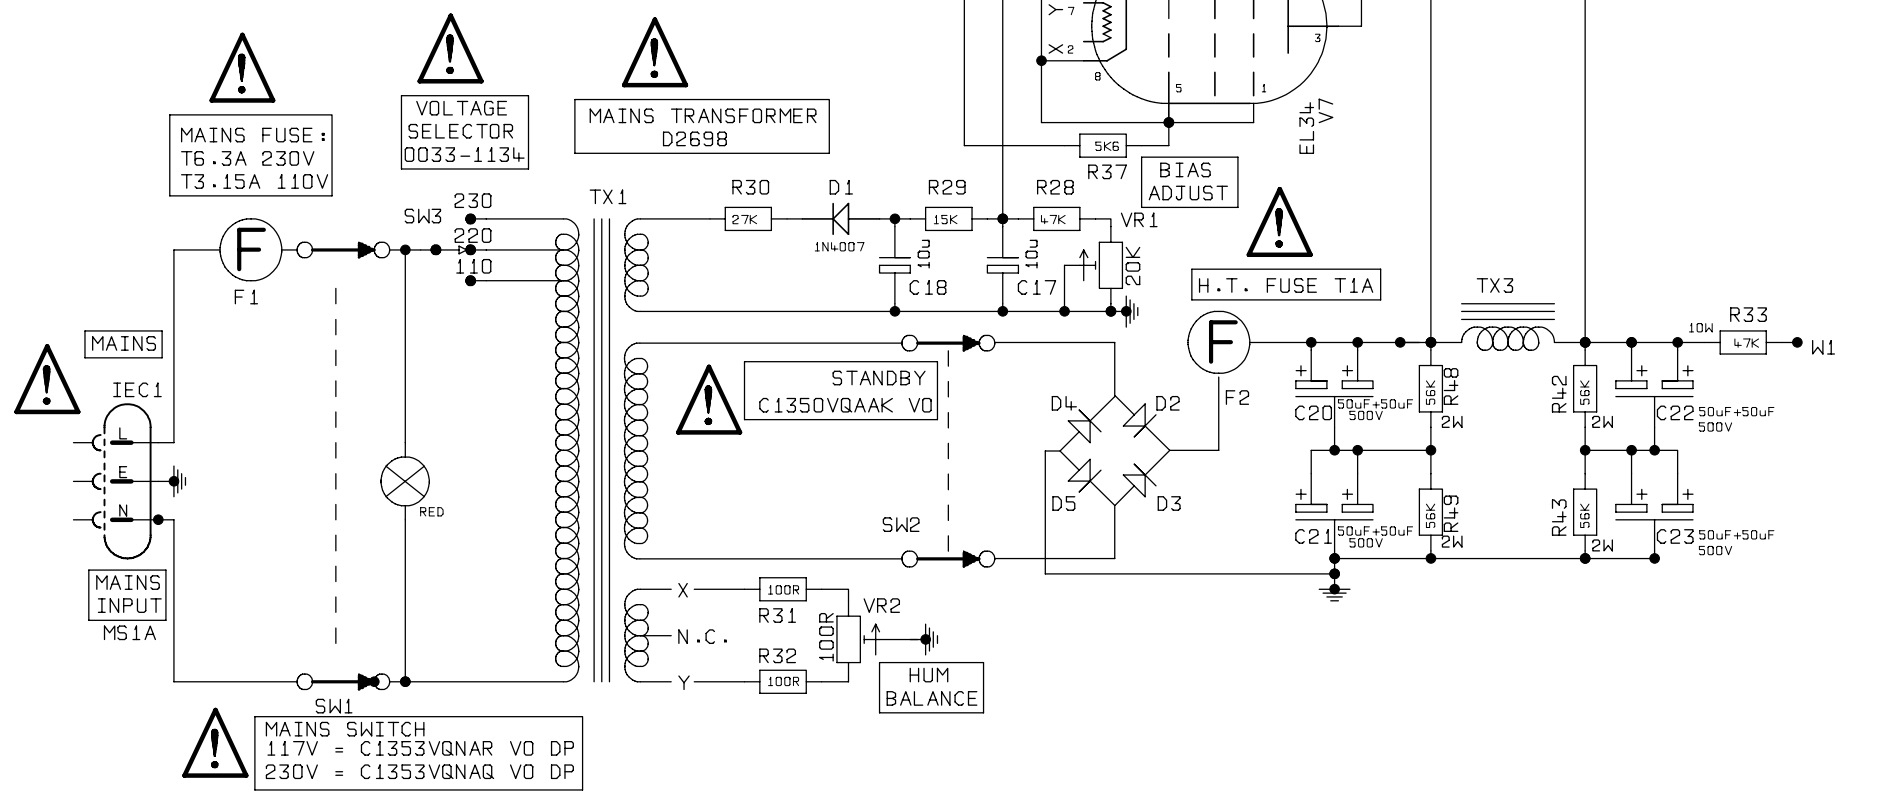 MAINS FUSE:
T6.3A 230V
T3.15A 110V
VOLTAGE
SELECTOR
0033-1134
MAINS TRANSFORMER
D2698
Y 7
X 2
8
5
1
3
EL34
V7
5K6
R37
BIAS
ADJUST
F
F1
SW3
230
220
110
TX1
R30
27K
D1
1N4007
R29
15K
R28
47K
VR1
20K
10u
C18
10u
C17
H.T. FUSE T1A
F
F2
TX3
10W
R33
47K
W1
MAINS
IEC1
L
E
N
MAINS
INPUT
MS1A
RED
STANDBY
C1350VQAAK VO
SW2
D4
D2
D5
D3
+
+
C20
50uF+50uF
500V
56K
R48
2W
R42
56K
2W
+
+
C22
50uF+50uF
500V
+
+
C21
50uF+50uF
500V
56K
R49
2W
R43
56K
2W
+
+
C23
50uF+50uF
500V
X
100R
R31
N.C.
R32
Y
100R
100R
VR2
HUM
BALANCE
SW1
MAINS SWITCH
117V = C1353VQNAR VO DP
230V = C1353VQNAQ VO DP
!
!
!
!
!
!
!